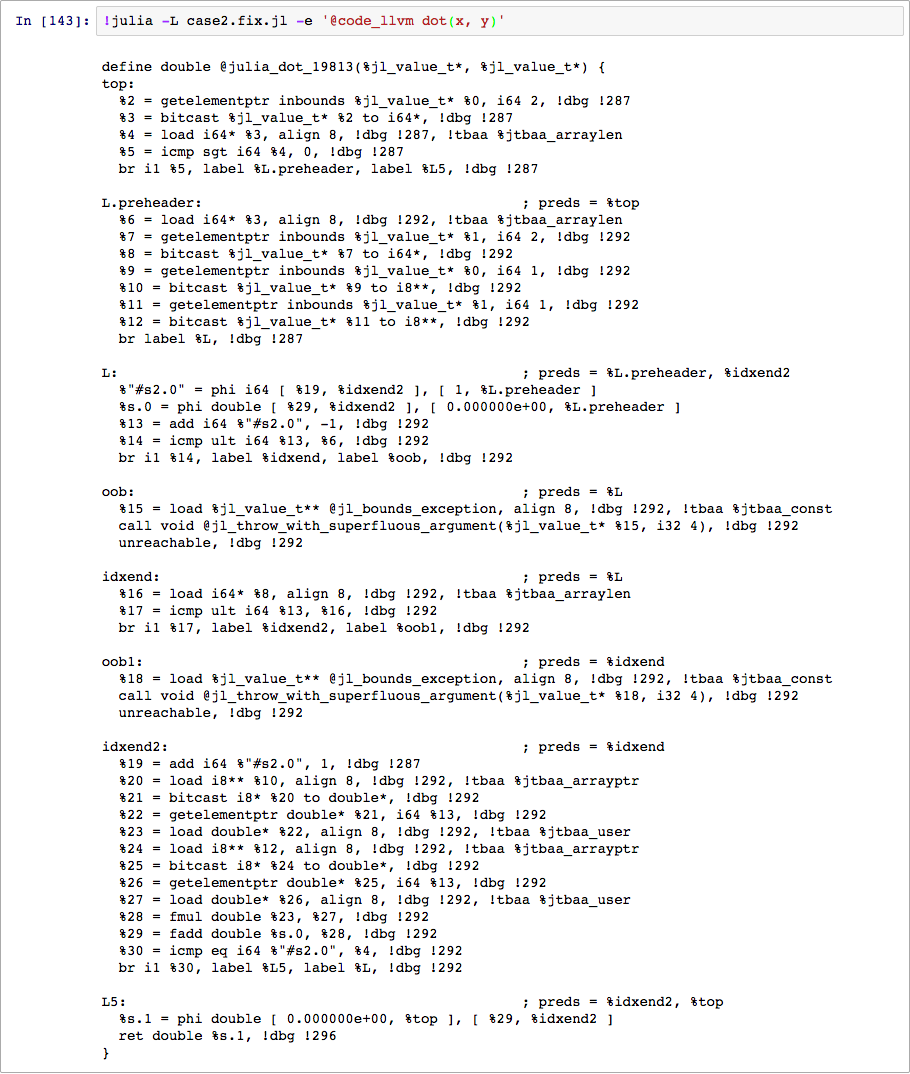 In [143]: !julia -L case2.fix.jl -e '@code_llvm dot(x, y)'
define double @julia_dot_19813(%jl_value_t*, %jl_value_t*) {
top:
  %2 = getelementptr inbounds %jl_value_t* %0, i64 2, !dbg !287
  %3 = bitcast %jl_value_t* %2 to i64*, !dbg !287
  %4 = load i64* %3, align 8, !dbg !287, !tbaa %jtbaa_arraylen
  %5 = icmp sgt i64 %4, 0, !dbg !287
  br i1 %5, label %L.preheader, label %L5, !dbg !287
L.preheader:                                      ; preds = %top
  %6 = load i64* %3, align 8, !dbg !292, !tbaa %jtbaa_arraylen
  %7 = getelementptr inbounds %jl_value_t* %1, i64 2, !dbg !292
  %8 = bitcast %jl_value_t* %7 to i64*, !dbg !292
  %9 = getelementptr inbounds %jl_value_t* %0, i64 1, !dbg !292
  %10 = bitcast %jl_value_t* %9 to i8**, !dbg !292
  %11 = getelementptr inbounds %jl_value_t* %1, i64 1, !dbg !292
  %12 = bitcast %jl_value_t* %11 to i8**, !dbg !292
  br label %L, !dbg !287
L:                                                ; preds = %L.preheader, %idxend2
  %"#s2.0" = phi i64 [ %19, %idxend2 ], [ 1, %L.preheader ]
  %s.0 = phi double [ %29, %idxend2 ], [ 0.000000e+00, %L.preheader ]
  %13 = add i64 %"#s2.0", -1, !dbg !292
  %14 = icmp ult i64 %13, %6, !dbg !292
  br i1 %14, label %idxend, label %oob, !dbg !292
oob:                                              ; preds = %L
  %15 = load %jl_value_t** @jl_bounds_exception, align 8, !dbg !292, !tbaa %jtbaa_const
  call void @jl_throw_with_superfluous_argument(%jl_value_t* %15, i32 4), !dbg !292
  unreachable, !dbg !292
idxend:                                           ; preds = %L
  %16 = load i64* %8, align 8, !dbg !292, !tbaa %jtbaa_arraylen
  %17 = icmp ult i64 %13, %16, !dbg !292
  br i1 %17, label %idxend2, label %oob1, !dbg !292
oob1:                                             ; preds = %idxend
  %18 = load %jl_value_t** @jl_bounds_exception, align 8, !dbg !292, !tbaa %jtbaa_const
  call void @jl_throw_with_superfluous_argument(%jl_value_t* %18, i32 4), !dbg !292
  unreachable, !dbg !292
idxend2:                                          ; preds = %idxend
  %19 = add i64 %"#s2.0", 1, !dbg !287
  %20 = load i8** %10, align 8, !dbg !292, !tbaa %jtbaa_arrayptr
  %21 = bitcast i8* %20 to double*, !dbg !292
  %22 = getelementptr double* %21, i64 %13, !dbg !292
  %23 = load double* %22, align 8, !dbg !292, !tbaa %jtbaa_user
  %24 = load i8** %12, align 8, !dbg !292, !tbaa %jtbaa_arrayptr
  %25 = bitcast i8* %24 to double*, !dbg !292
  %26 = getelementptr double* %25, i64 %13, !dbg !292
  %27 = load double* %26, align 8, !dbg !292, !tbaa %jtbaa_user
  %28 = fmul double %23, %27, !dbg !292
  %29 = fadd double %s.0, %28, !dbg !292
  %30 = icmp eq i64 %"#s2.0", %4, !dbg !292
  br i1 %30, label %L5, label %L, !dbg !292
L5:                                               ; preds = %idxend2, %top
  %s.1 = phi double [ 0.000000e+00, %top ], [ %29, %idxend2 ]
  ret double %s.1, !dbg !296
}